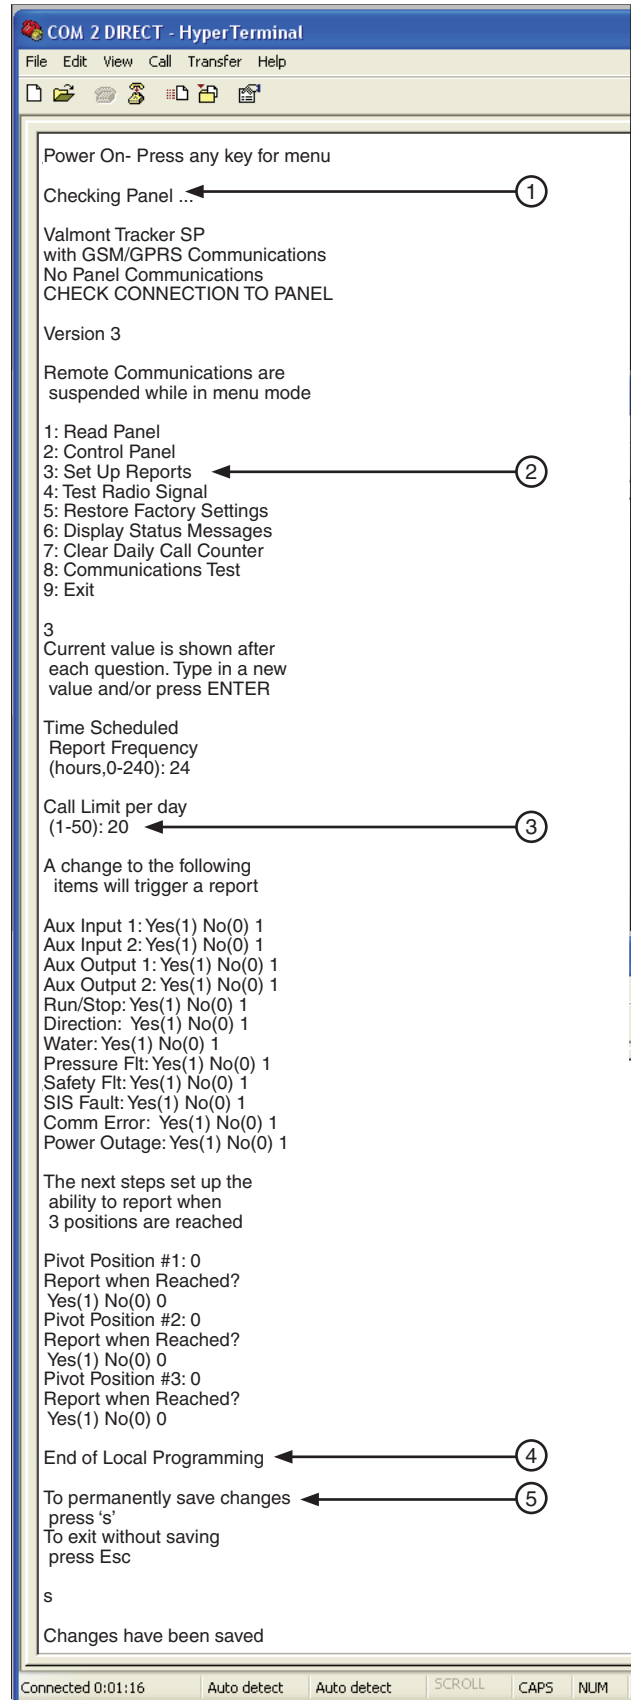 COM 2 DIRECT - HyperTerminal
File Edit View Call Transfer Help
Power On- Press any key for menu
Checking Panel ...
1
Valmont Tracker SP
with GSM/GPRS Communications
No Panel Communications
CHECK CONNECTION TO PANEL
Version 3
Remote Communications are
suspended while in menu mode
1: Read Panel
2: Control Panel
3: Set Up Reports
2
4: Test Radio Signal
5: Restore Factory Settings
6: Display Status Messages
7: Clear Daily Call Counter
8: Communications Test
9: Exit
3
Current value is shown after
each question. Type in a new
value and/or press ENTER
Time Scheduled
Report Frequency
(hours,0-240): 24
Call Limit per day
(1-50): 20
3
A change to the following
items will trigger a report
Aux Input 1: Yes(1) No(0) 1
Aux Input 2: Yes(1) No(0) 1
Aux Output 1: Yes(1) No(0) 1
Aux Output 2: Yes(1) No(0) 1
Run/Stop: Yes(1) No(0) 1
Direction: Yes(1) No(0) 1
Water: Yes(1) No(0) 1
Pressure Flt: Yes(1) No(0) 1
Safety Flt: Yes(1) No(0) 1
SIS Fault: Yes(1) No(0) 1
Comm Error: Yes(1) No(0) 1
Power Outage: Yes(1) No(0) 1
The next steps set up the
ability to report when
3 positions are reached
Pivot Position #1: 0
Report when Reached?
Yes(1) No(0) 0
Pivot Position #2: 0
Report when Reached?
Yes(1) No(0) 0
Pivot Position #3: 0
Report when Reached?
Yes(1) No(0) 0
End of Local Programming
4
To permanently save changes
5
press ‘s’
To exit without saving
press Esc
s
Changes have been saved
Connected 0:01:16 Auto detect Auto detect SCROLL CAPS NUM